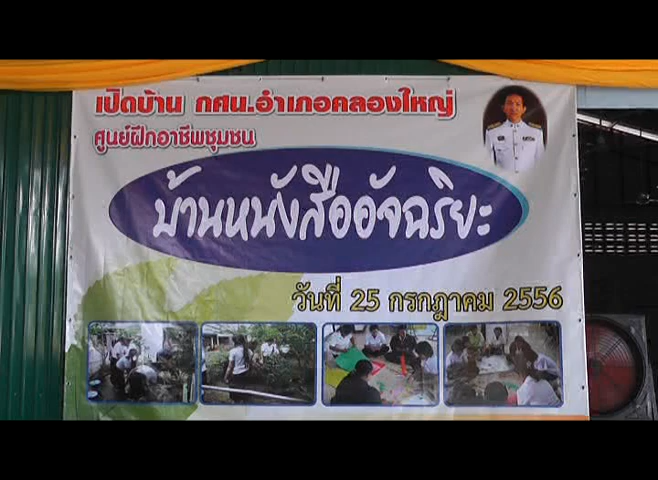 เปิดบ้าน กศน.อำเภอคลองใหญ่
ศูนย์ฝึกอาชีพชุมชน
บ้านหนังสืออัจฉริยะ
วันที่ 25 กรกฎาคม 2556